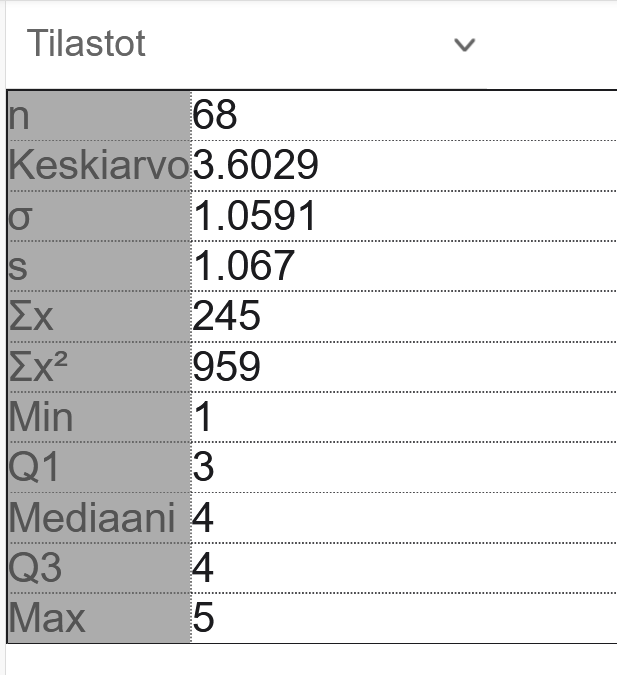 Tilastot
n 68
Keskiarvo 3.6029
σ 1.0591
s 1.067
Σx 245
Σx² 959
Min 1
Q1 3
Mediaani 4
Q3 4
Max 5